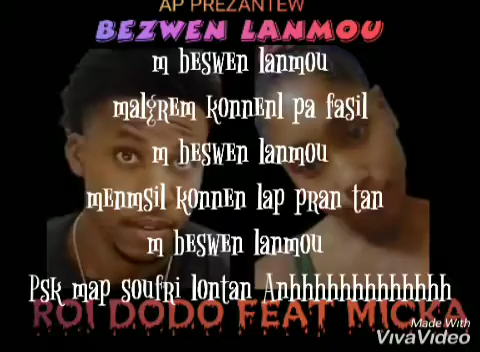 AP PREZANTEW
BEZWEN LANMOU
m beswen lanmou
malgrem konnenl pa fasil
m beswen lanmou
menmsil konnen lap pran tan
m beswen lanmou
Psk map soufri lontan Anhhhhhhhhhhhhh
ROI DODO FEAT MICKA
Made With
VivaVideo